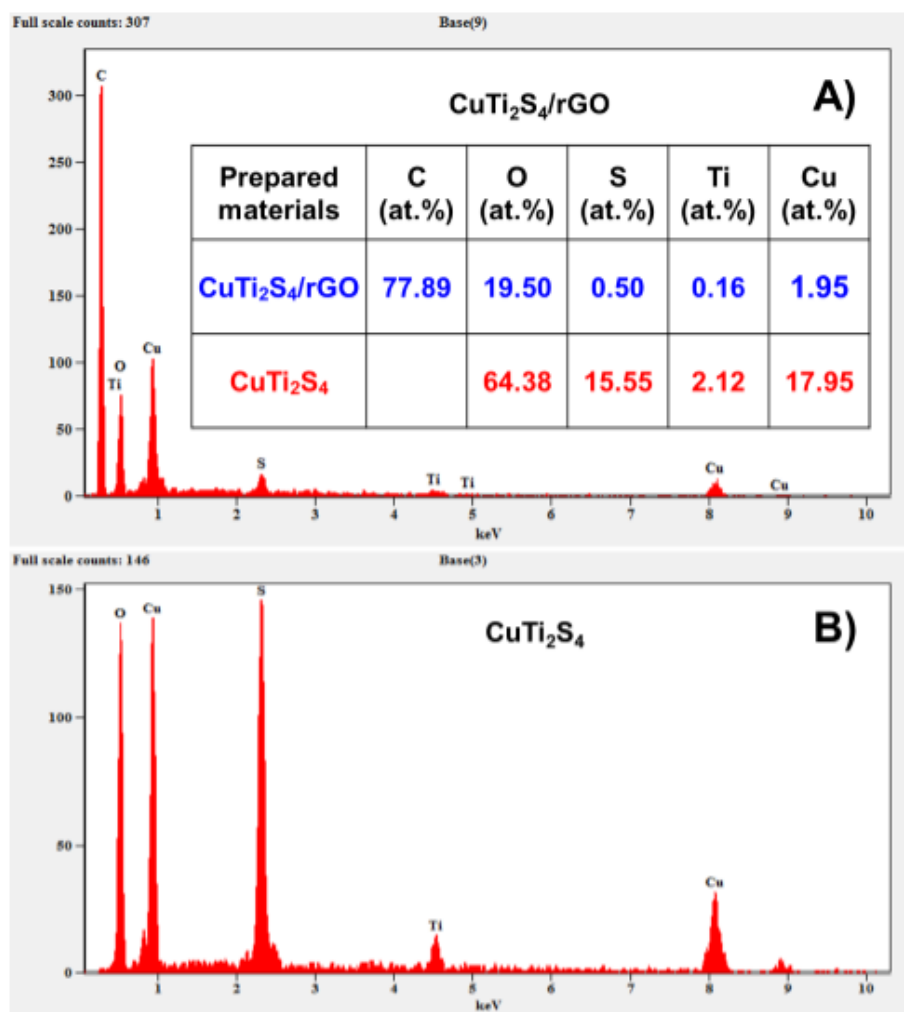 Full scale counts: 307 Base(9)
CuTi₂S₄/rGO A)
Prepared materials C (at.%) O (at.%) S (at.%) Ti (at.%) Cu (at.%)
CuTi₂S₄/rGO 77.89 19.50 0.50 0.16 1.95
CuTi₂S₄ 64.38 15.55 2.12 17.95
300
250
200
150
100
50
0
C
O
Ti
Cu
S
Ti
Ti
Cu
Cu
1 2 3 4 5 6 7 8 9 10
keV
Full scale counts: 146 Base(3)
CuTi₂S₄ B)
150
100
50
0
O
Cu
S
Ti
Cu
1 2 3 4 5 6 7 8 9 10
keV